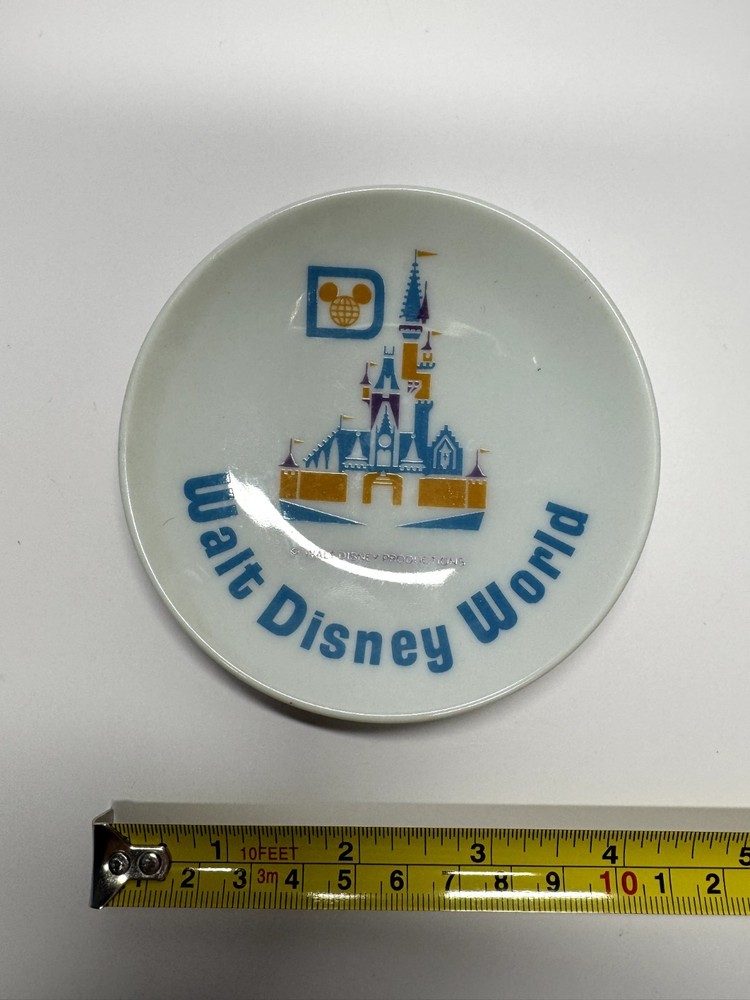 D
© WALT DISNEY PRODUCTIONS
Walt Disney World
1 10FEET 2 3 4 5
1 2 3 3m 4 5 6 7 8 9 10 1 2